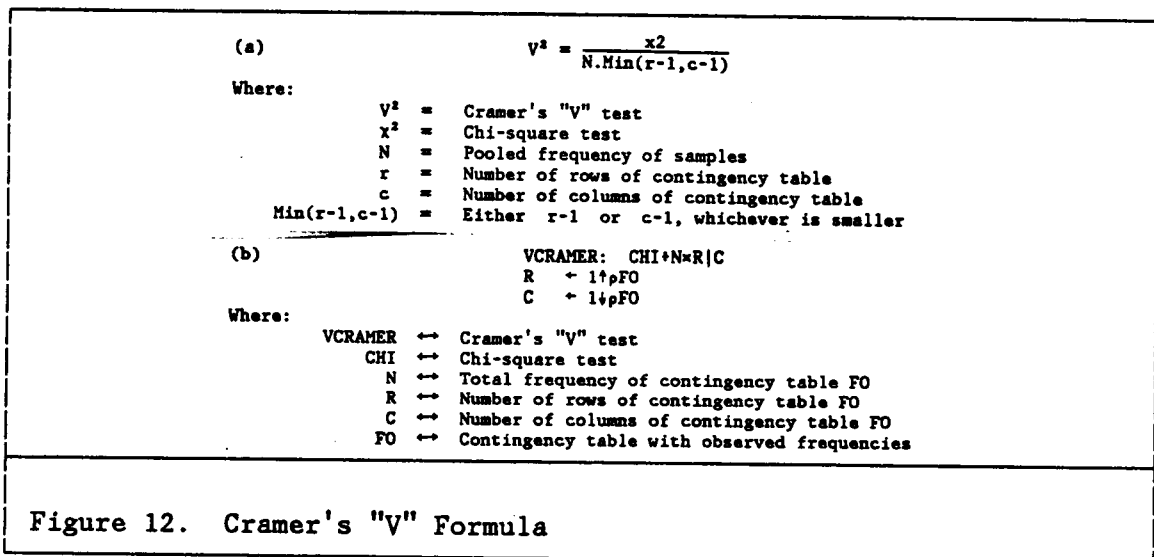 (a) V² = x2
N.Min(r-1,c-1)
Where:
V² = Cramer's "V" test
χ² = Chi-square test
N = Pooled frequency of samples
r = Number of rows of contingency table
c = Number of columns of contingency table
Min(r-1,c-1) = Either r-1 or c-1, whichever is smaller
(b) VCRAMER: CHI÷N×R|C
R ← 1↑ρFO
C ← 1↓ρFO
Where:
VCRAMER ↔ Cramer's "V" test
CHI ↔ Chi-square test
N ↔ Total frequency of contingency table FO
R ↔ Number of rows of contingency table FO
C ↔ Number of columns of contingency table FO
FO ↔ Contingency table with observed frequencies
Figure 12. Cramer's "V" Formula